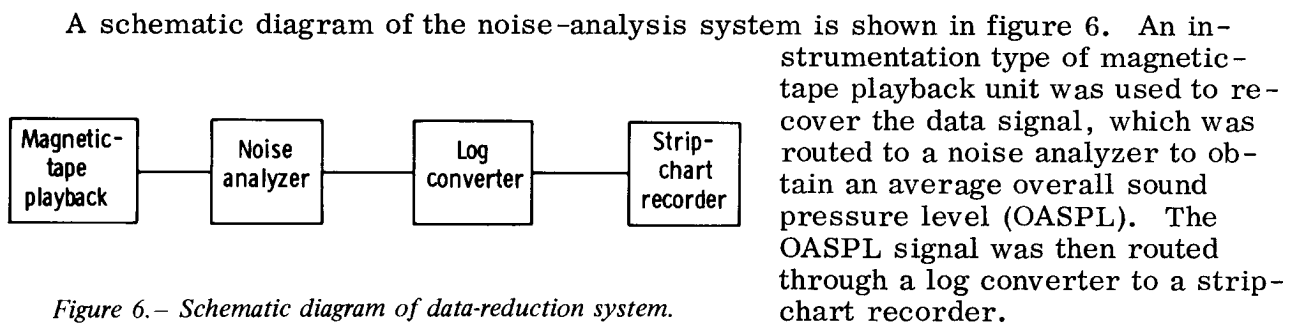 A schematic diagram of the noise-analysis system is shown in figure 6. An in-
strumentation type of magnetic-
tape playback unit was used to re-
cover the data signal, which was
routed to a noise analyzer to ob-
tain an average overall sound
pressure level (OASPL). The
OASPL signal was then routed
through a log converter to a strip-
chart recorder.
Magnetic-
tape
playback
Noise
analyzer
Log
converter
Strip-
chart
recorder
Figure 6.– Schematic diagram of data-reduction system.